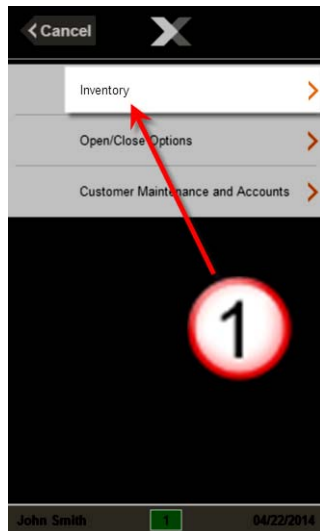 Cancel
Inventory
Open/Close Options
Customer Maintenance and Accounts
1
John Smith 1 04/22/2014